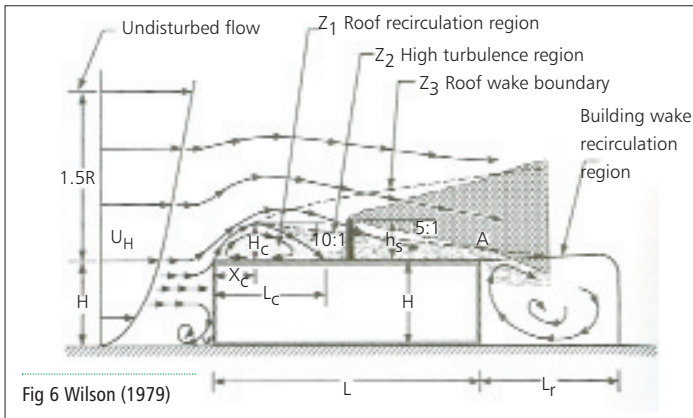 Undisturbed flow
Z1 Roof recirculation region
Z2 High turbulence region
Z3 Roof wake boundary
Building wake
recirculation
region
1.5R
UH
Hc
10:1
hs
5:1
A
Xc
Lc
H
H
L
Lr
Fig 6 Wilson (1979)